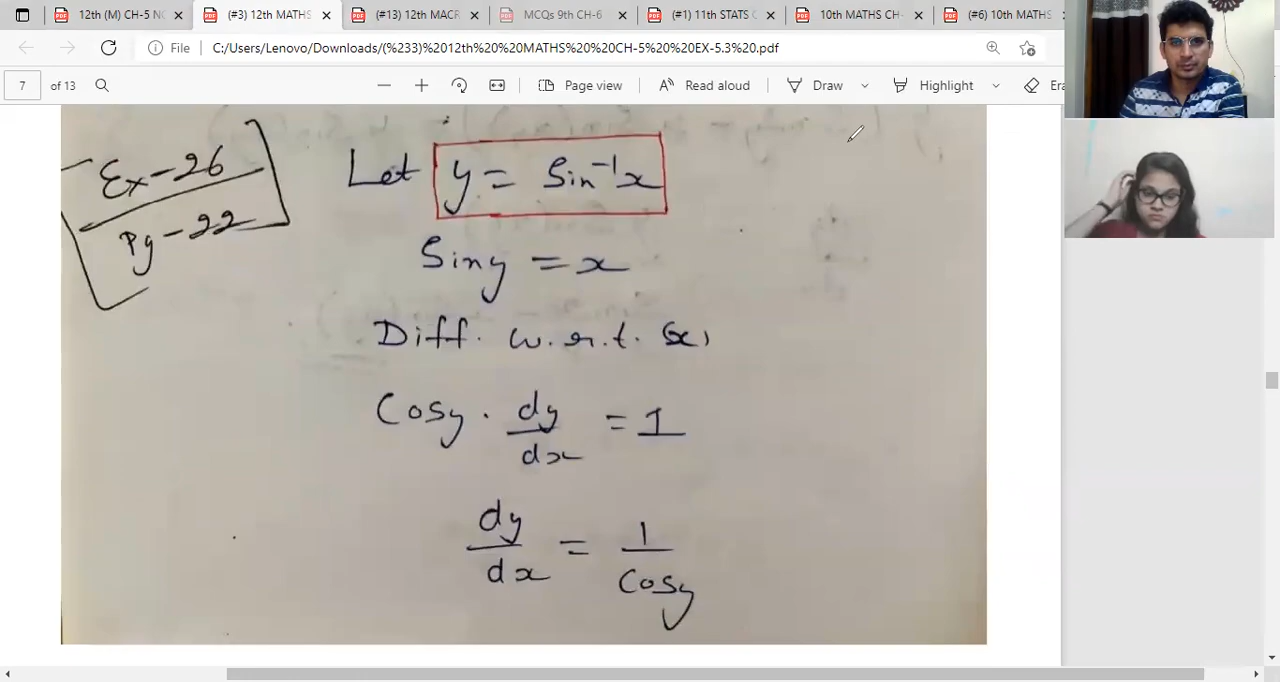 12th (M) CH-5 NO
(#3) 12th MATHS
(#13) 12th MACR
MCQs 9th CH-6
(#1) 11th STATS C
10th MATHS CH-
(#6) 10th MATHS
File C:/Users/Lenovo/Downloads/(%233)%2012th%20%20MATHS%20%20CH-5%20%20EX-5.3%20.pdf
7 of 13 Page view Read aloud Draw Highlight Era
Ex-26
Pg-22
Let y = Sin⁻¹x
Siny = x
Diff. w.r.t. (x),
Cosy · dy/dx = 1
dy/dx = 1/Cosy